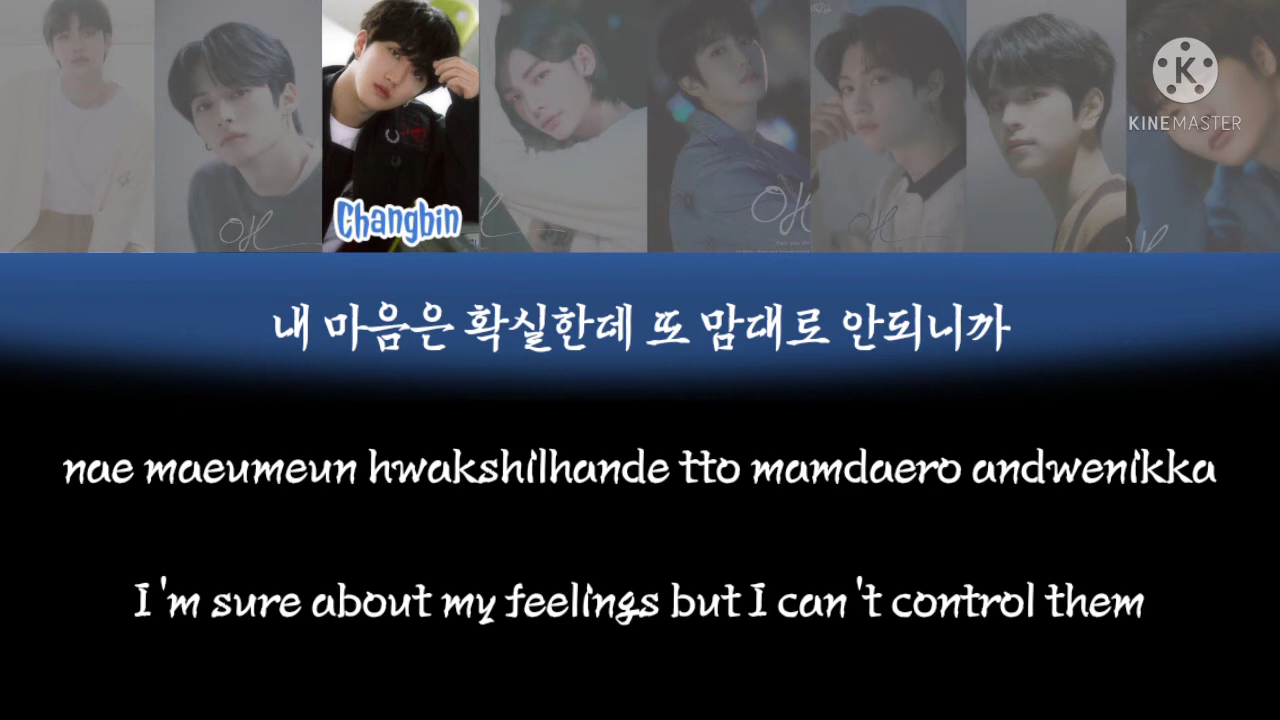 KINEMASTER
Changbin
내 마음은 확실한데 또 맘대로 안되니까
nae maeumeun hwakshilhande tto mamdaero andwenikka
I'm sure about my feelings but I can't control them